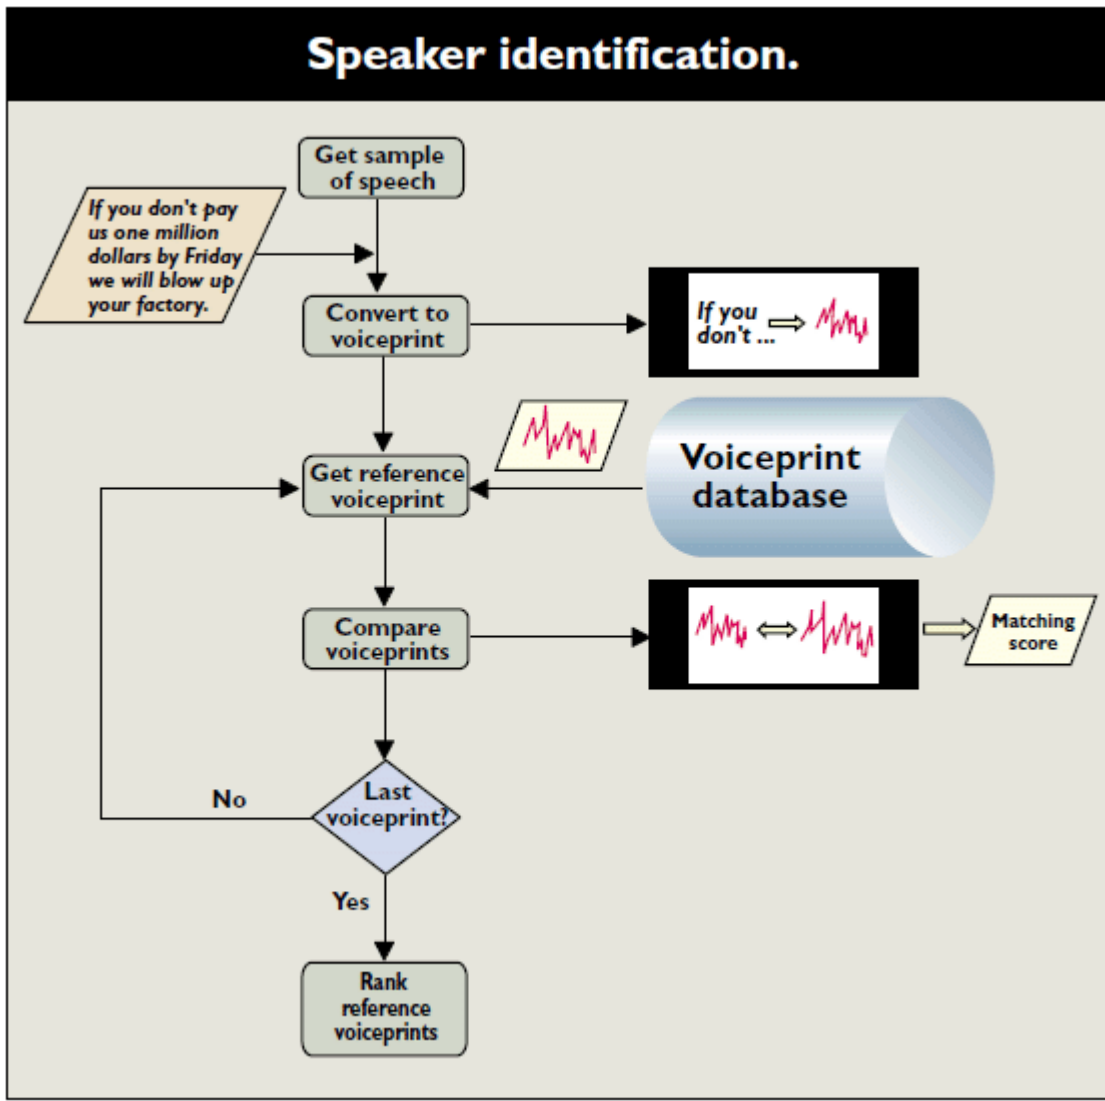 Speaker identification.
Get sample
of speech
If you don't pay
us one million
dollars by Friday
we will blow up
your factory.
Convert to
voiceprint
If you
don't ...
Get reference
voiceprint
Voiceprint
database
Compare
voiceprints
Matching
score
Last
voiceprint?
No
Yes
Rank
reference
voiceprints